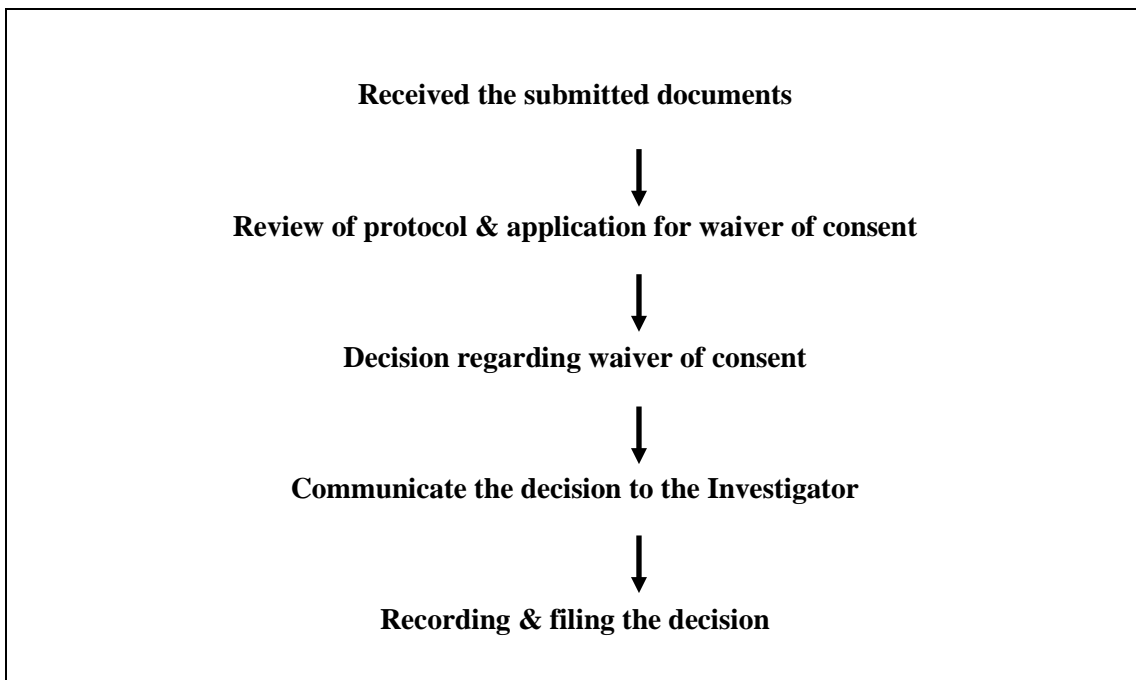 Received the submitted documents
Review of protocol & application for waiver of consent
Decision regarding waiver of consent
Communicate the decision to the Investigator
Recording & filing the decision